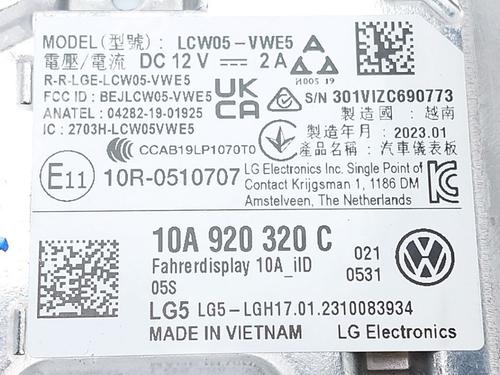 MODEL(型號) : LCW05-VWE5
電壓/電流 DC 12 V ⎓ 2 A
R-R-LGE-LCW05-VWE5
FCC ID : BEJLCW05-VWE5
ANATEL : 04282-19-01925
IC : 2703H-LCW05VWE5
UK
CA
И005 19
S/N 301VIZC690773
製造國 : 越南
製造年月 : 2023.01
產品名稱 : 汽車儀表板
CCAB19LP1070T0
E11 10R-0510707
LG Electronics Inc. Single Point of
Contact Krijgsman 1, 1186 DM
Amstelveen, The Netherlands
10A 920 320 C
Fahrerdisplay 10A_iID
05S
021
0531
LG5 LG5-LGH17.01.2310083934
MADE IN VIETNAM
LG Electronics